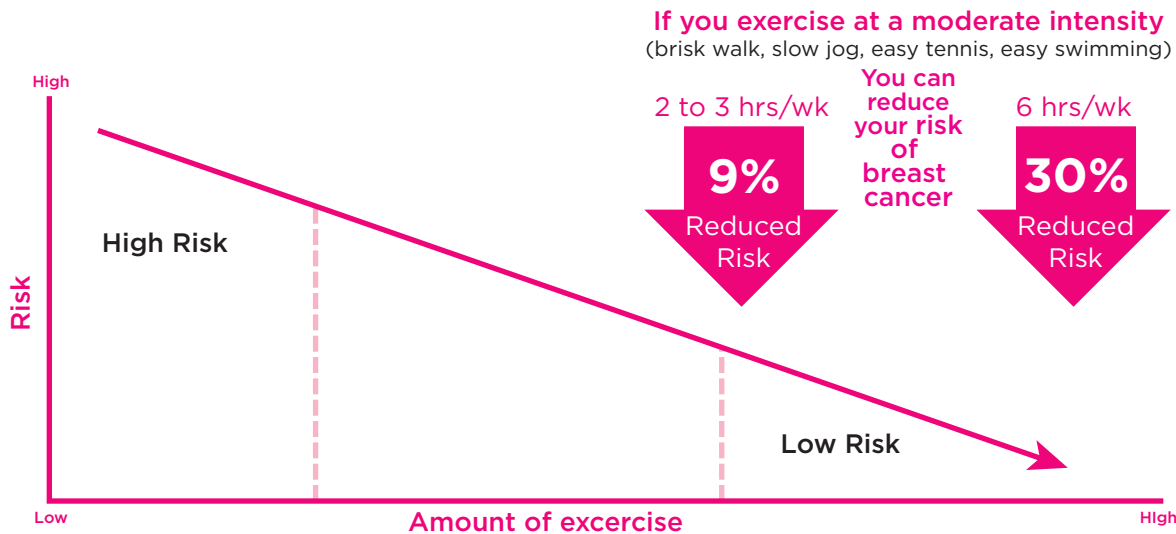 If you exercise at a moderate intensity
(brisk walk, slow jog, easy tennis, easy swimming)
High
2 to 3 hrs/wk
9%
Reduced
Risk
You can
reduce
your risk
of
breast
cancer
6 hrs/wk
30%
Reduced
Risk
High Risk
Risk
Low Risk
Low
Amount of excercise
HIgh